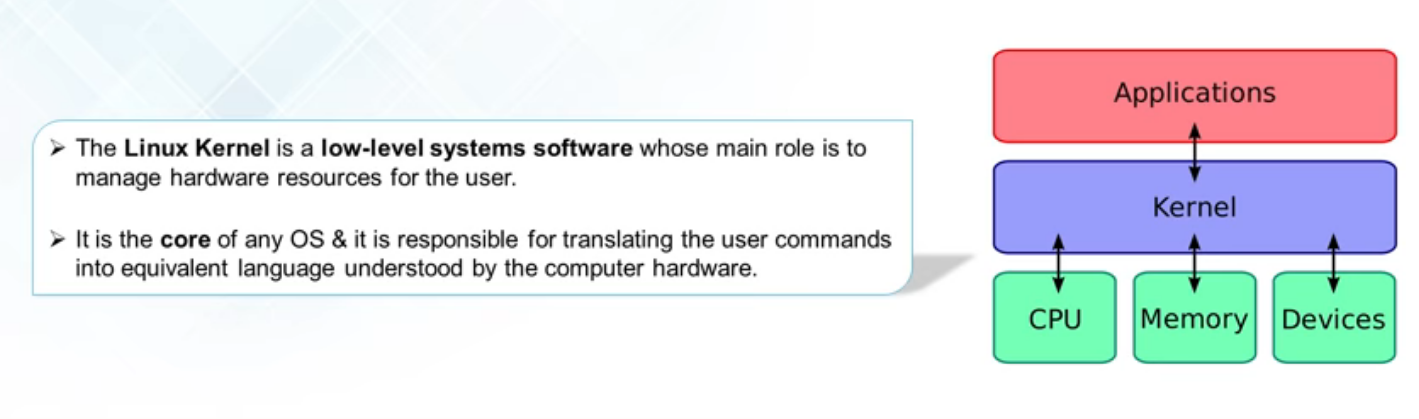 ➢ The Linux Kernel is a low-level systems software whose main role is to
manage hardware resources for the user.
➢ It is the core of any OS & it is responsible for translating the user commands
into equivalent language understood by the computer hardware.
Applications
Kernel
CPU
Memory
Devices